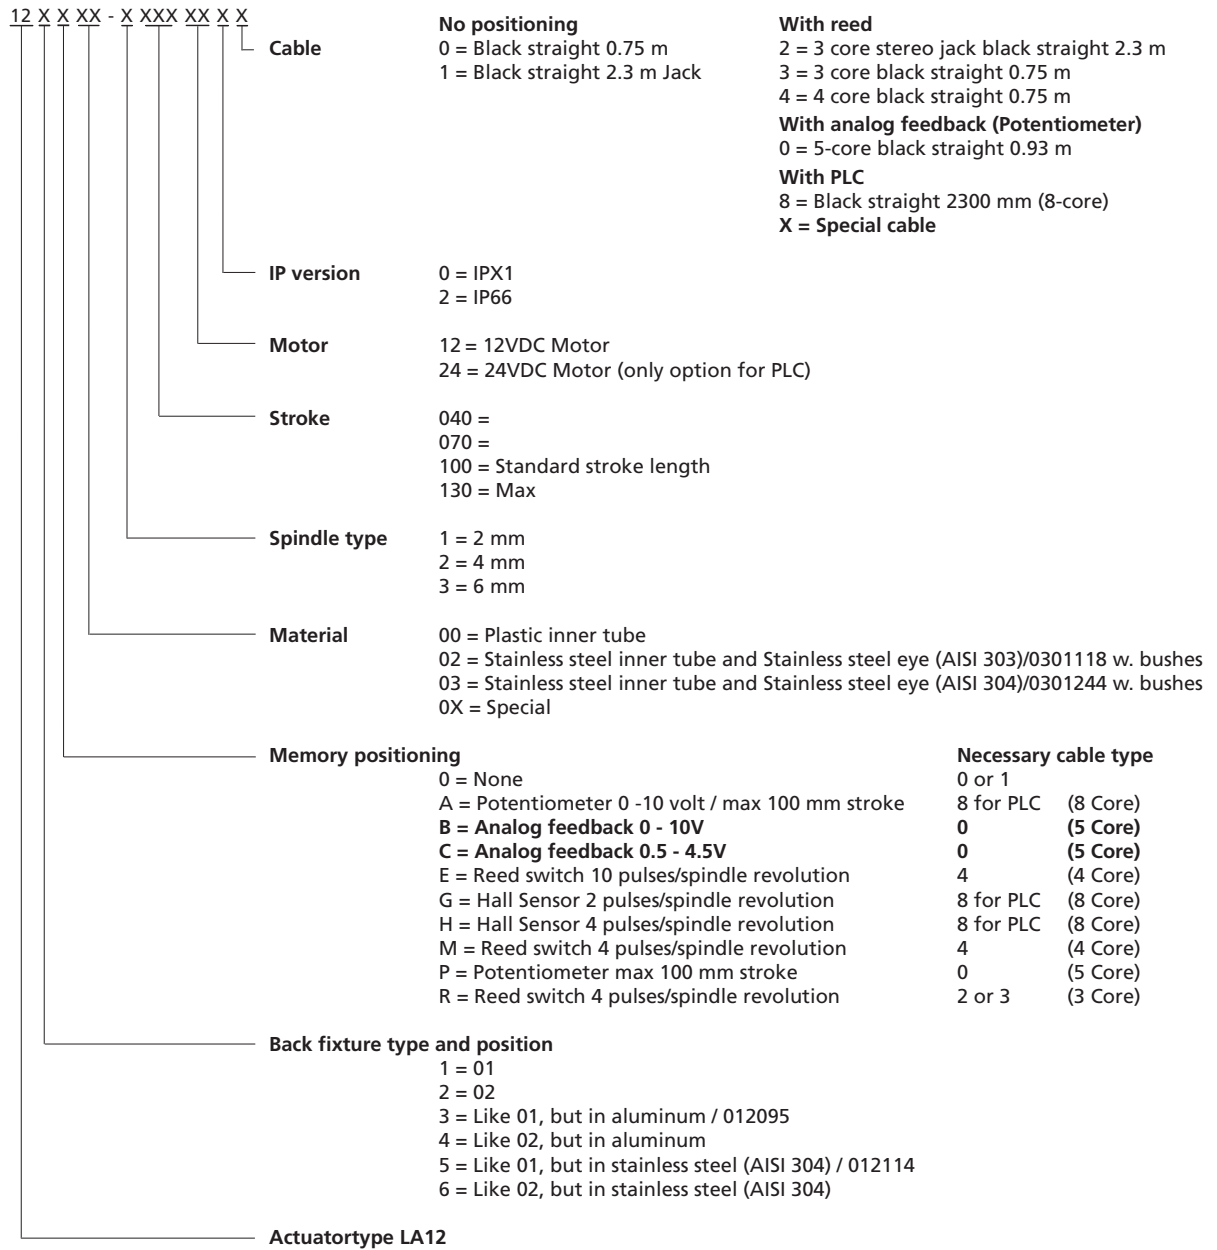 12 X X XX - X XXX XX X X
Cable
No positioning
0 = Black straight 0.75 m
1 = Black straight 2.3 m Jack
With reed
2 = 3 core stereo jack black straight 2.3 m
3 = 3 core black straight 0.75 m
4 = 4 core black straight 0.75 m
With analog feedback (Potentiometer)
0 = 5-core black straight 0.93 m
With PLC
8 = Black straight 2300 mm (8-core)
X = Special cable
IP version
0 = IPX1
2 = IP66
Motor
12 = 12VDC Motor
24 = 24VDC Motor (only option for PLC)
Stroke
040 =
070 =
100 = Standard stroke length
130 = Max
Spindle type
1 = 2 mm
2 = 4 mm
3 = 6 mm
Material
00 = Plastic inner tube
02 = Stainless steel inner tube and Stainless steel eye (AISI 303)/0301118 w. bushes
03 = Stainless steel inner tube and Stainless steel eye (AISI 304)/0301244 w. bushes
0X = Special
Memory positioning Necessary cable type
0 = None 0 or 1
A = Potentiometer 0 -10 volt / max 100 mm stroke 8 for PLC (8 Core)
B = Analog feedback 0 - 10V 0 (5 Core)
C = Analog feedback 0.5 - 4.5V 0 (5 Core)
E = Reed switch 10 pulses/spindle revolution 4 (4 Core)
G = Hall Sensor 2 pulses/spindle revolution 8 for PLC (8 Core)
H = Hall Sensor 4 pulses/spindle revolution 8 for PLC (8 Core)
M = Reed switch 4 pulses/spindle revolution 4 (4 Core)
P = Potentiometer max 100 mm stroke 0 (5 Core)
R = Reed switch 4 pulses/spindle revolution 2 or 3 (3 Core)
Back fixture type and position
1 = 01
2 = 02
3 = Like 01, but in aluminum / 012095
4 = Like 02, but in aluminum
5 = Like 01, but in stainless steel (AISI 304) / 012114
6 = Like 02, but in stainless steel (AISI 304)
Actuatortype LA12